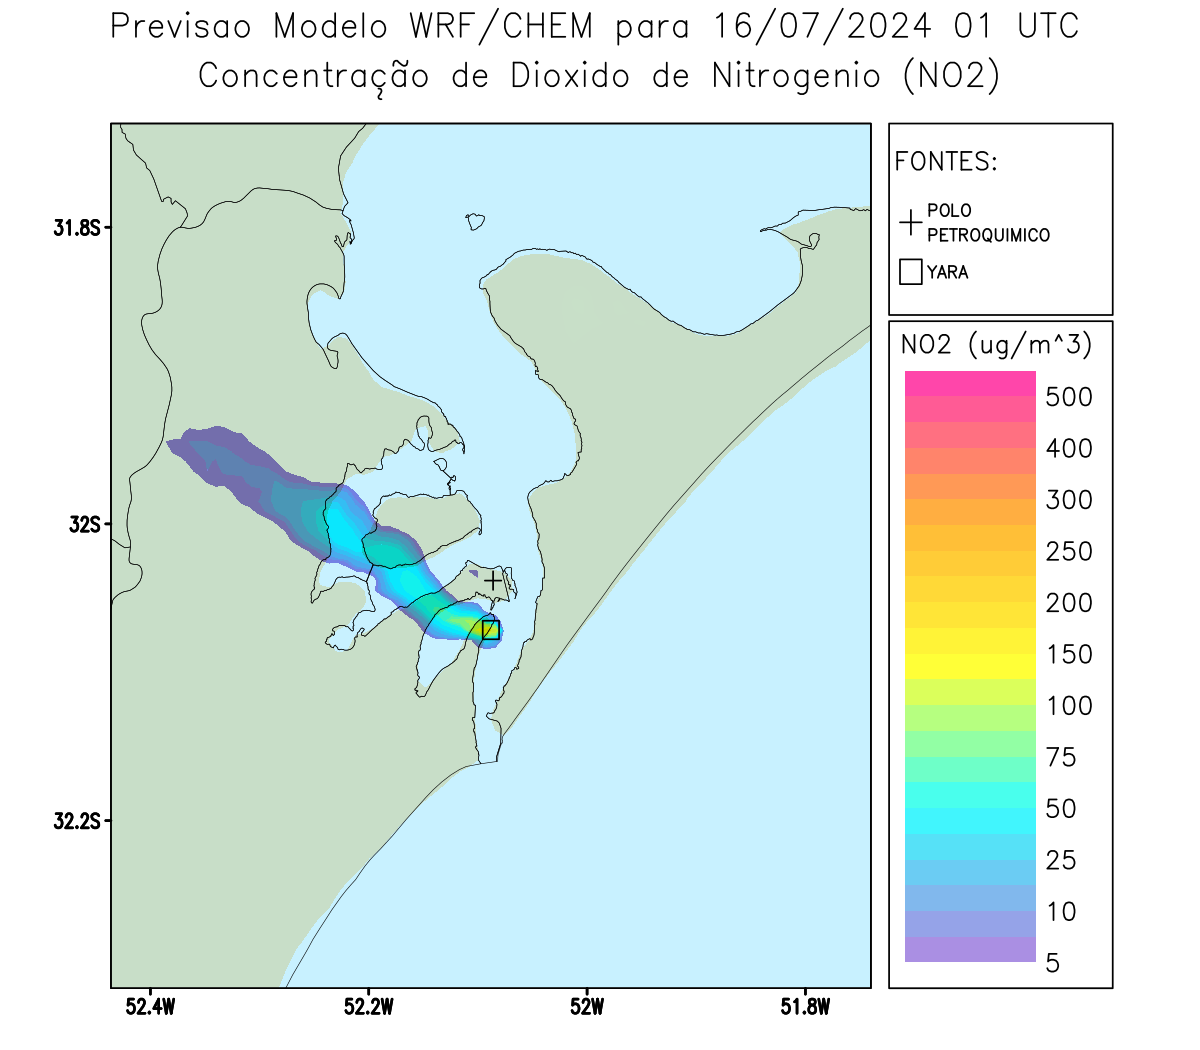 Previsao Modelo WRF/CHEM para 16/07/2024 01 UTC
Concentração de Dioxido de Nitrogenio (NO2)
FONTES:
POLO
PETROQUIMICO
YARA
NO2 (ug/m^3)
500
400
300
250
200
150
100
75
50
25
10
5
31.8S
32S
32.2S
52.4W
52.2W
52W
51.8W